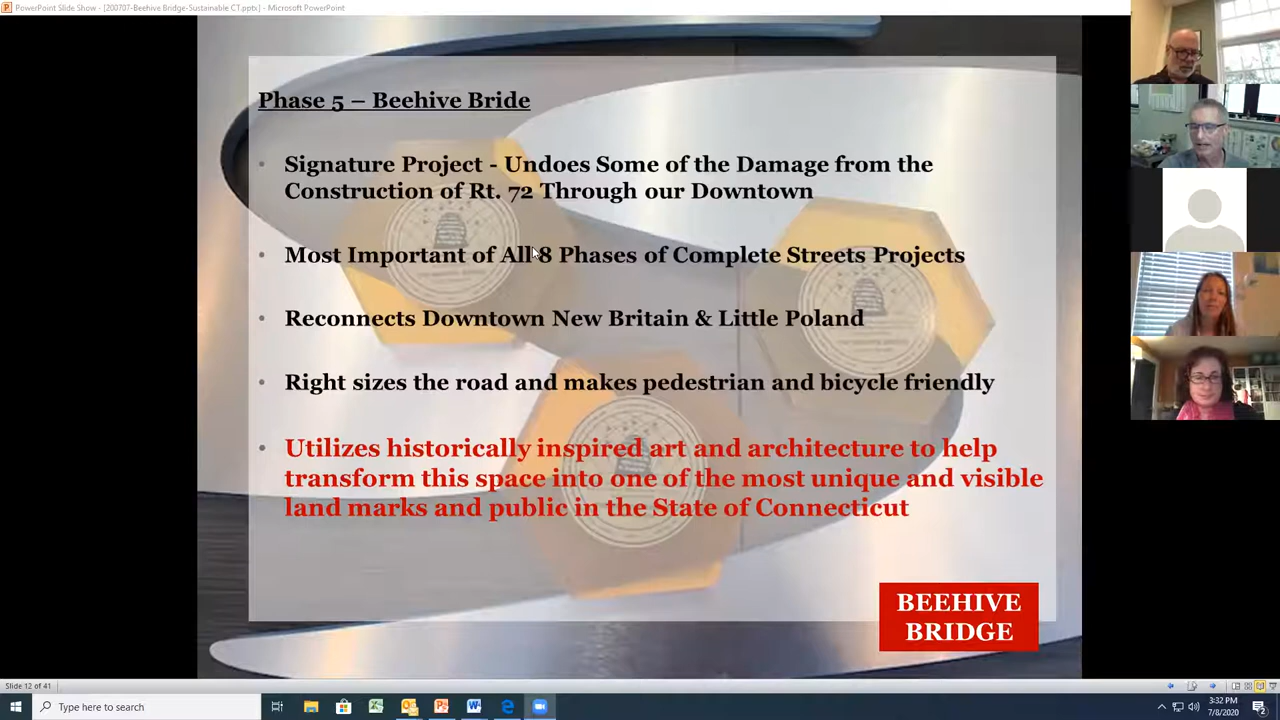 PowerPoint Slide Show - [200707-Beehive Bridge-Sustainable CT.pptx] - Microsoft PowerPoint
Phase 5 – Beehive Bride
Signature Project - Undoes Some of the Damage from the
Construction of Rt. 72 Through our Downtown
Most Important of All 8 Phases of Complete Streets Projects
Reconnects Downtown New Britain & Little Poland
Right sizes the road and makes pedestrian and bicycle friendly
Utilizes historically inspired art and architecture to help
transform this space into one of the most unique and visible
land marks and public in the State of Connecticut
BEEHIVE
BRIDGE
Slide 12 of 41
Type here to search
3:32 PM
7/8/2020
2